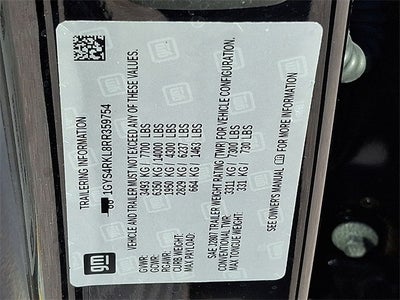 gm
TRAILERING INFORMATION
1GYS4RKL3RR359754
VEHICLE AND TRAILER MUST NOT EXCEED ANY OF THESE VALUES.
GVWR: 3493 KG / 7700 LBS
GCWR: 6350 KG / 14000 LBS
RGAWR: 1950 KG / 4300 LBS
CURB WEIGHT: 2829 KG / 6237 LBS
MAX PAYLOAD: 664 KG / 1463 LBS
SAE J2807 TRAILER WEIGHT RATING (TWR) FOR VEHICLE CONFIGURATION.
CONVENTIONAL TWR: 3311 KG / 7300 LBS
MAX TONGUE WEIGHT: 331 KG / 730 LBS
SEE OWNER'S MANUAL FOR MORE INFORMATION